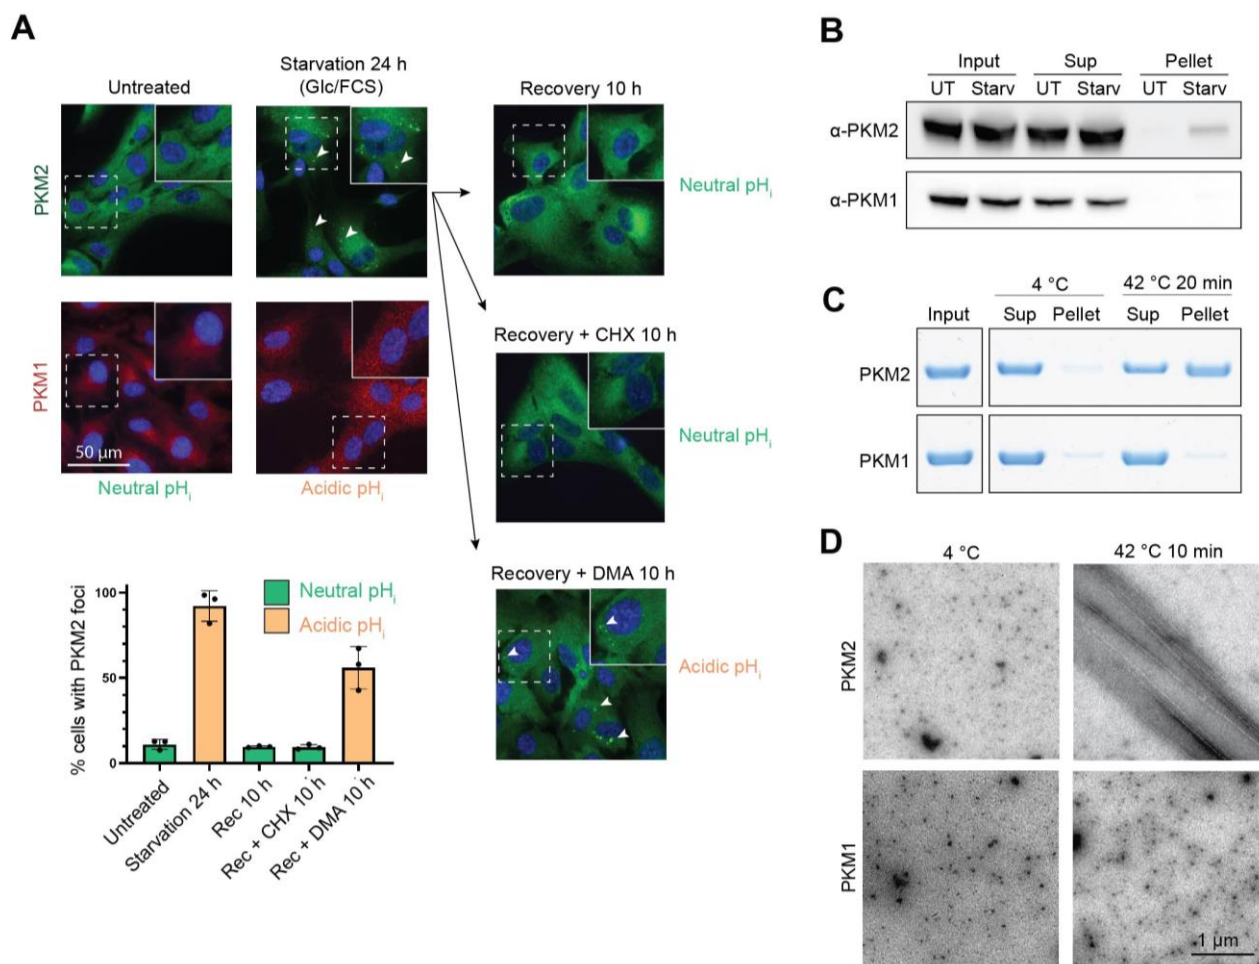 A
Untreated
Starvation 24 h
(Glc/FCS)
Recovery 10 h
PKM2
Neutral pHi
PKM1
Recovery + CHX 10 h
50 µm
Neutral pHi
Acidic pHi
Neutral pHi
Recovery + DMA 10 h
Acidic pHi
% cells with PKM2 foci
100
50
0
Neutral pHi
Acidic pHi
Untreated
Starvation 24 h
Rec 10 h
Rec + CHX 10 h
Rec + DMA 10 h
B
Input Sup Pellet
UT Starv UT Starv UT Starv
α-PKM2
α-PKM1
C
4 °C 42 °C 20 min
Input Sup Pellet Sup Pellet
PKM2
PKM1
D
4 °C 42 °C 10 min
PKM2
PKM1
1 µm